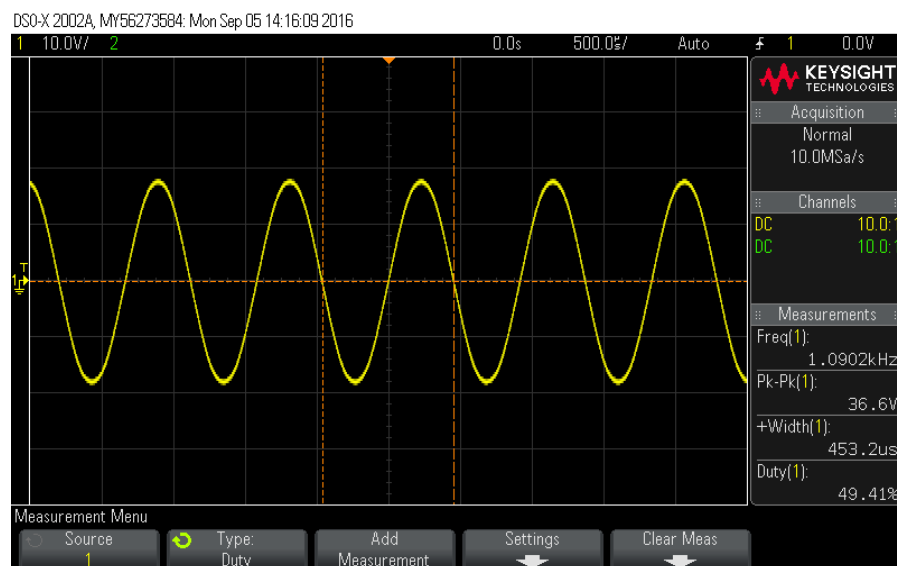 DSO-X 2002A, MY56273584: Mon Sep 05 14:16:09 2016
1 10.0V/ 2 0.0s 500.0µ/ Auto 1 0.0V
KEYSIGHT
TECHNOLOGIES
Acquisition
Normal
10.0MSa/s
Channels
DC 10.0:1
DC 10.0:1
T
1
Measurements
Freq(1):
1.0902kHz
Pk-Pk(1):
36.6V
+Width(1):
453.2us
Duty(1):
49.41%
Measurement Menu
Source
1
Type:
Duty
Add
Measurement
Settings
Clear Meas